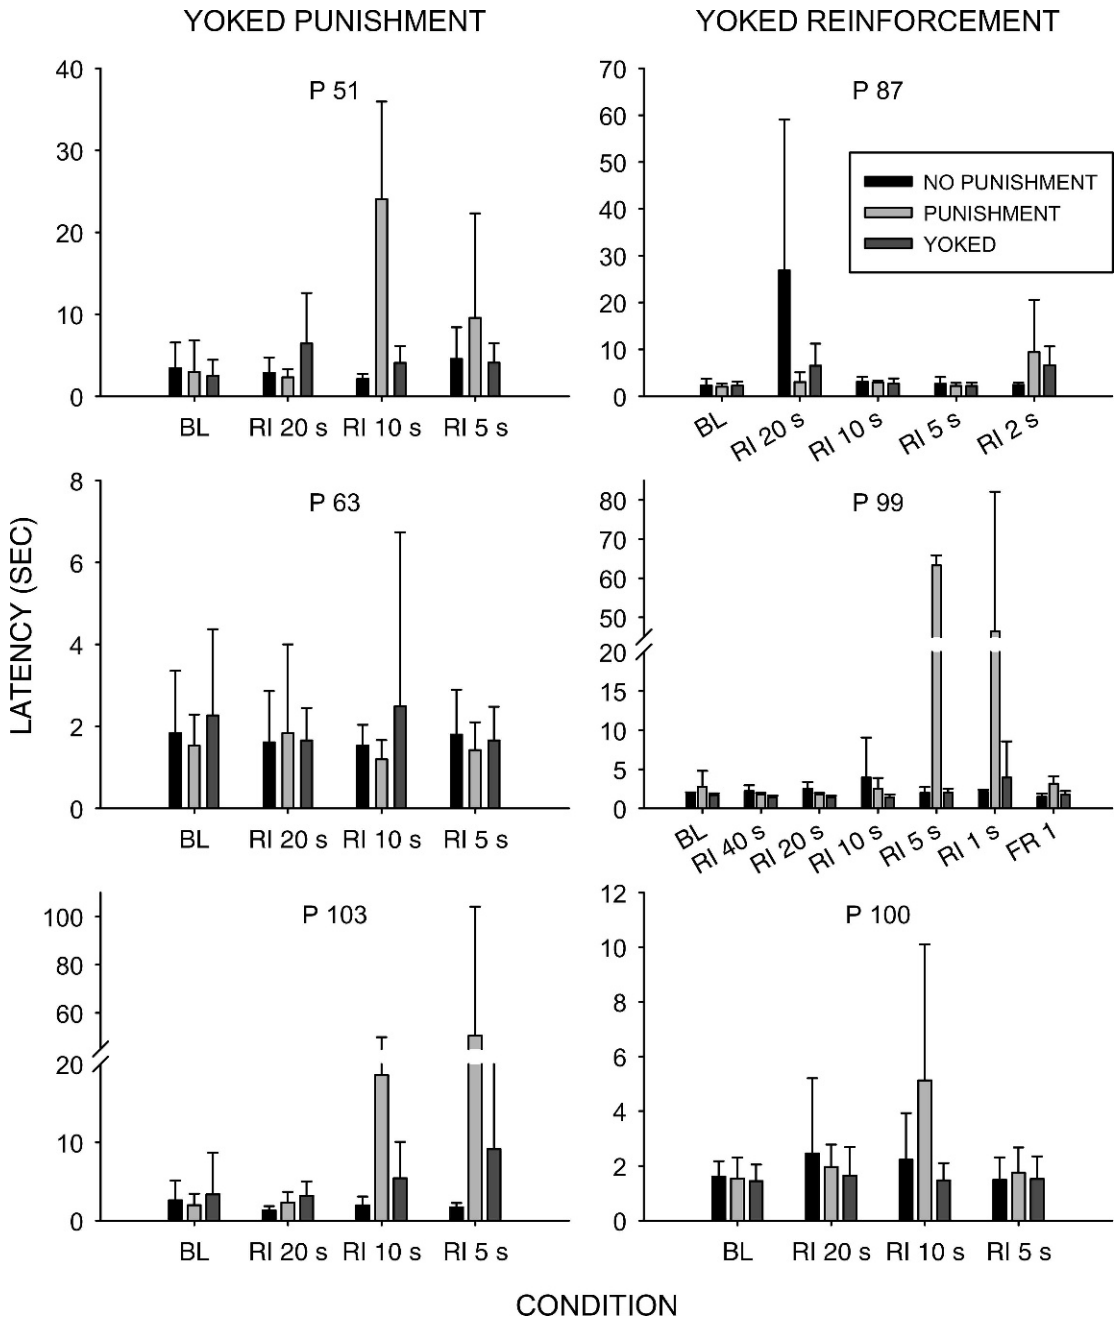 YOKED PUNISHMENT
YOKED REINFORCEMENT
LATENCY (SEC)
P 51
40
30
20
10
0
BL RI 20 s RI 10 s RI 5 s
P 87
70
60
50
40
30
20
10
0
NO PUNISHMENT
PUNISHMENT
YOKED
BL RI 20 s RI 10 s RI 5 s RI 2 s
P 63
8
6
4
2
0
BL RI 20 s RI 10 s RI 5 s
P 99
80
70
60
50
20
15
10
5
0
BL RI 40 s RI 20 s RI 10 s RI 5 s RI 1 s FR 1
P 103
100
80
60
20
10
0
BL RI 20 s RI 10 s RI 5 s
P 100
12
10
8
6
4
2
0
BL RI 20 s RI 10 s RI 5 s
CONDITION